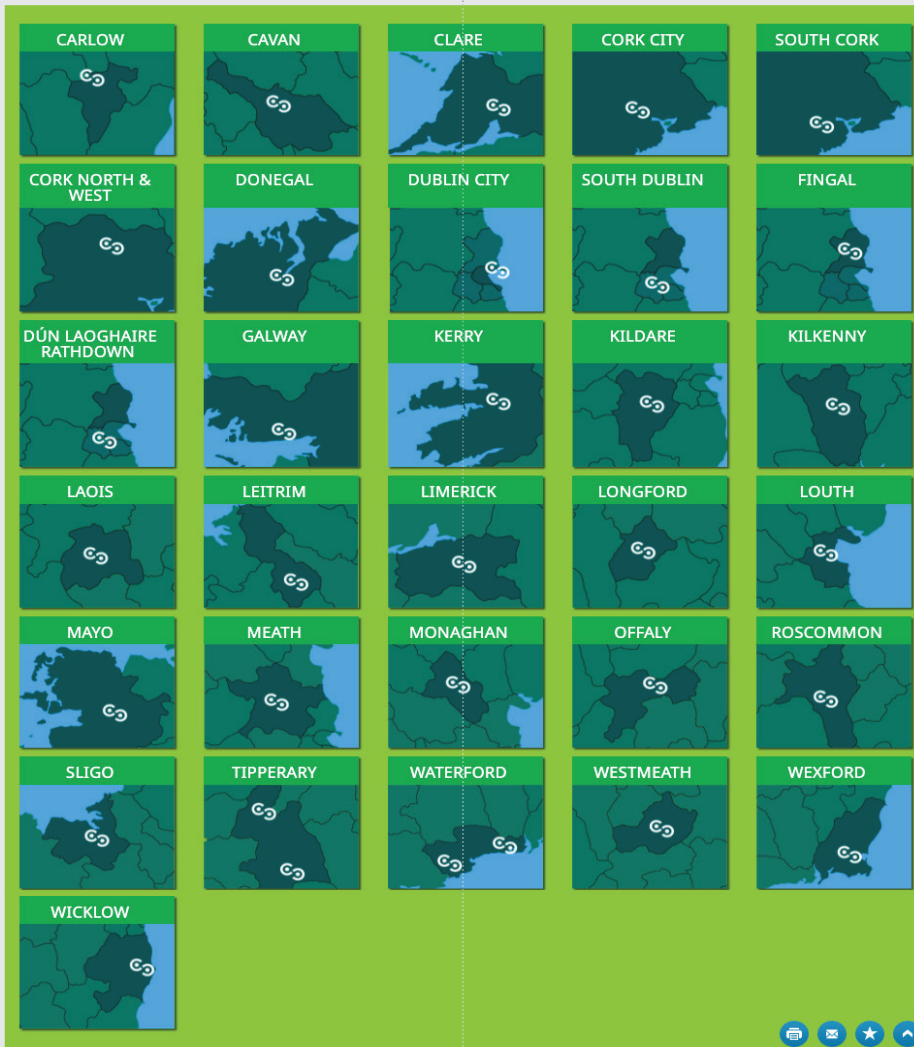 CARLOW
CAVAN
CLARE
CORK CITY
SOUTH CORK
CORK NORTH &
WEST
DONEGAL
DUBLIN CITY
SOUTH DUBLIN
FINGAL
DÚN LAOGHAIRE
RATHDOWN
GALWAY
KERRY
KILDARE
KILKENNY
LAOIS
LEITRIM
LIMERICK
LONGFORD
LOUTH
MAYO
MEATH
MONAGHAN
OFFALY
ROSCOMMON
SLIGO
TIPPERARY
WATERFORD
WESTMEATH
WEXFORD
WICKLOW